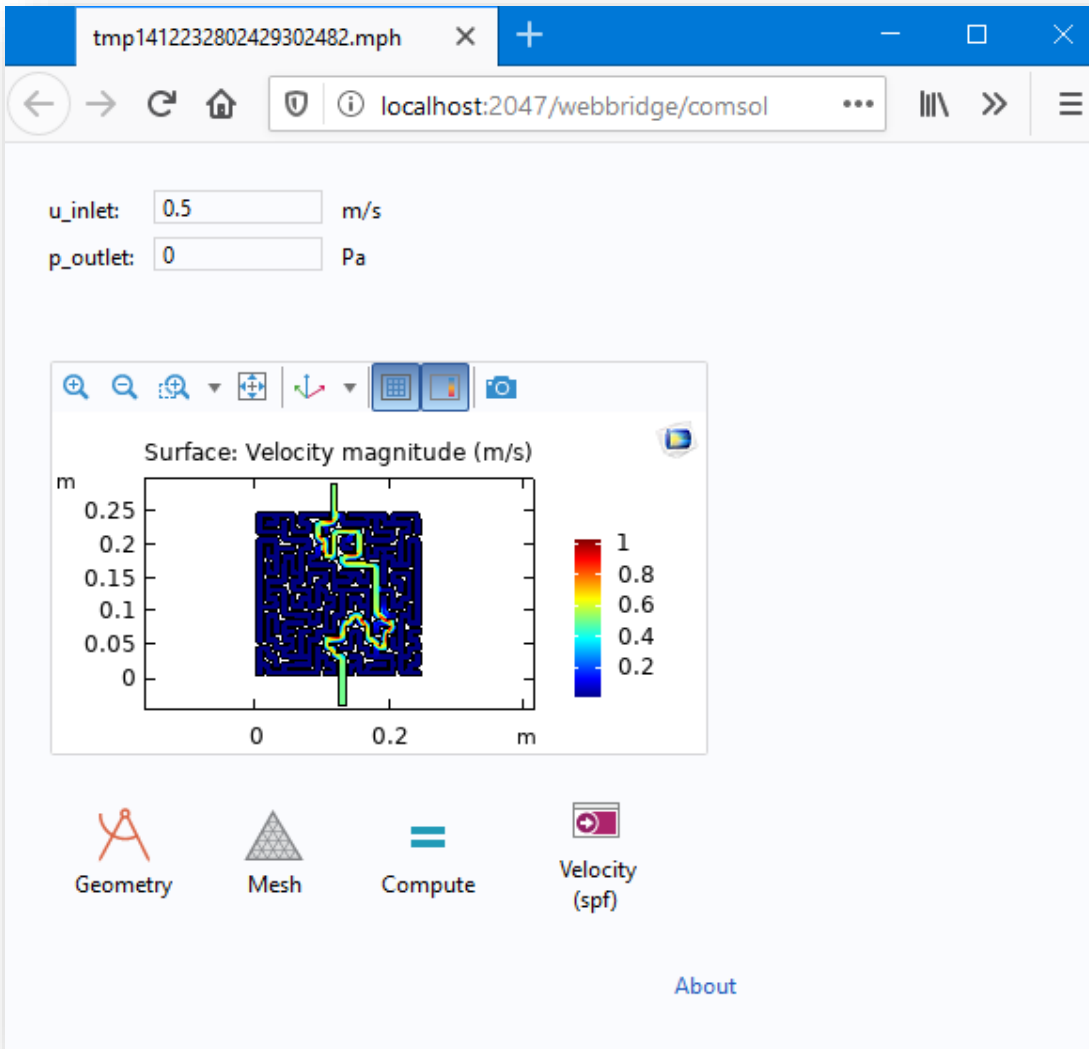 tmp1412232802429302482.mph
localhost:2047/webbridge/comsol
u_inlet: 0.5 m/s
p_outlet: 0 Pa
Surface: Velocity magnitude (m/s)
m
0.25
0.2
0.15
0.1
0.05
0
0 0.2 m
1
0.8
0.6
0.4
0.2
Geometry Mesh Compute Velocity
(spf)
About